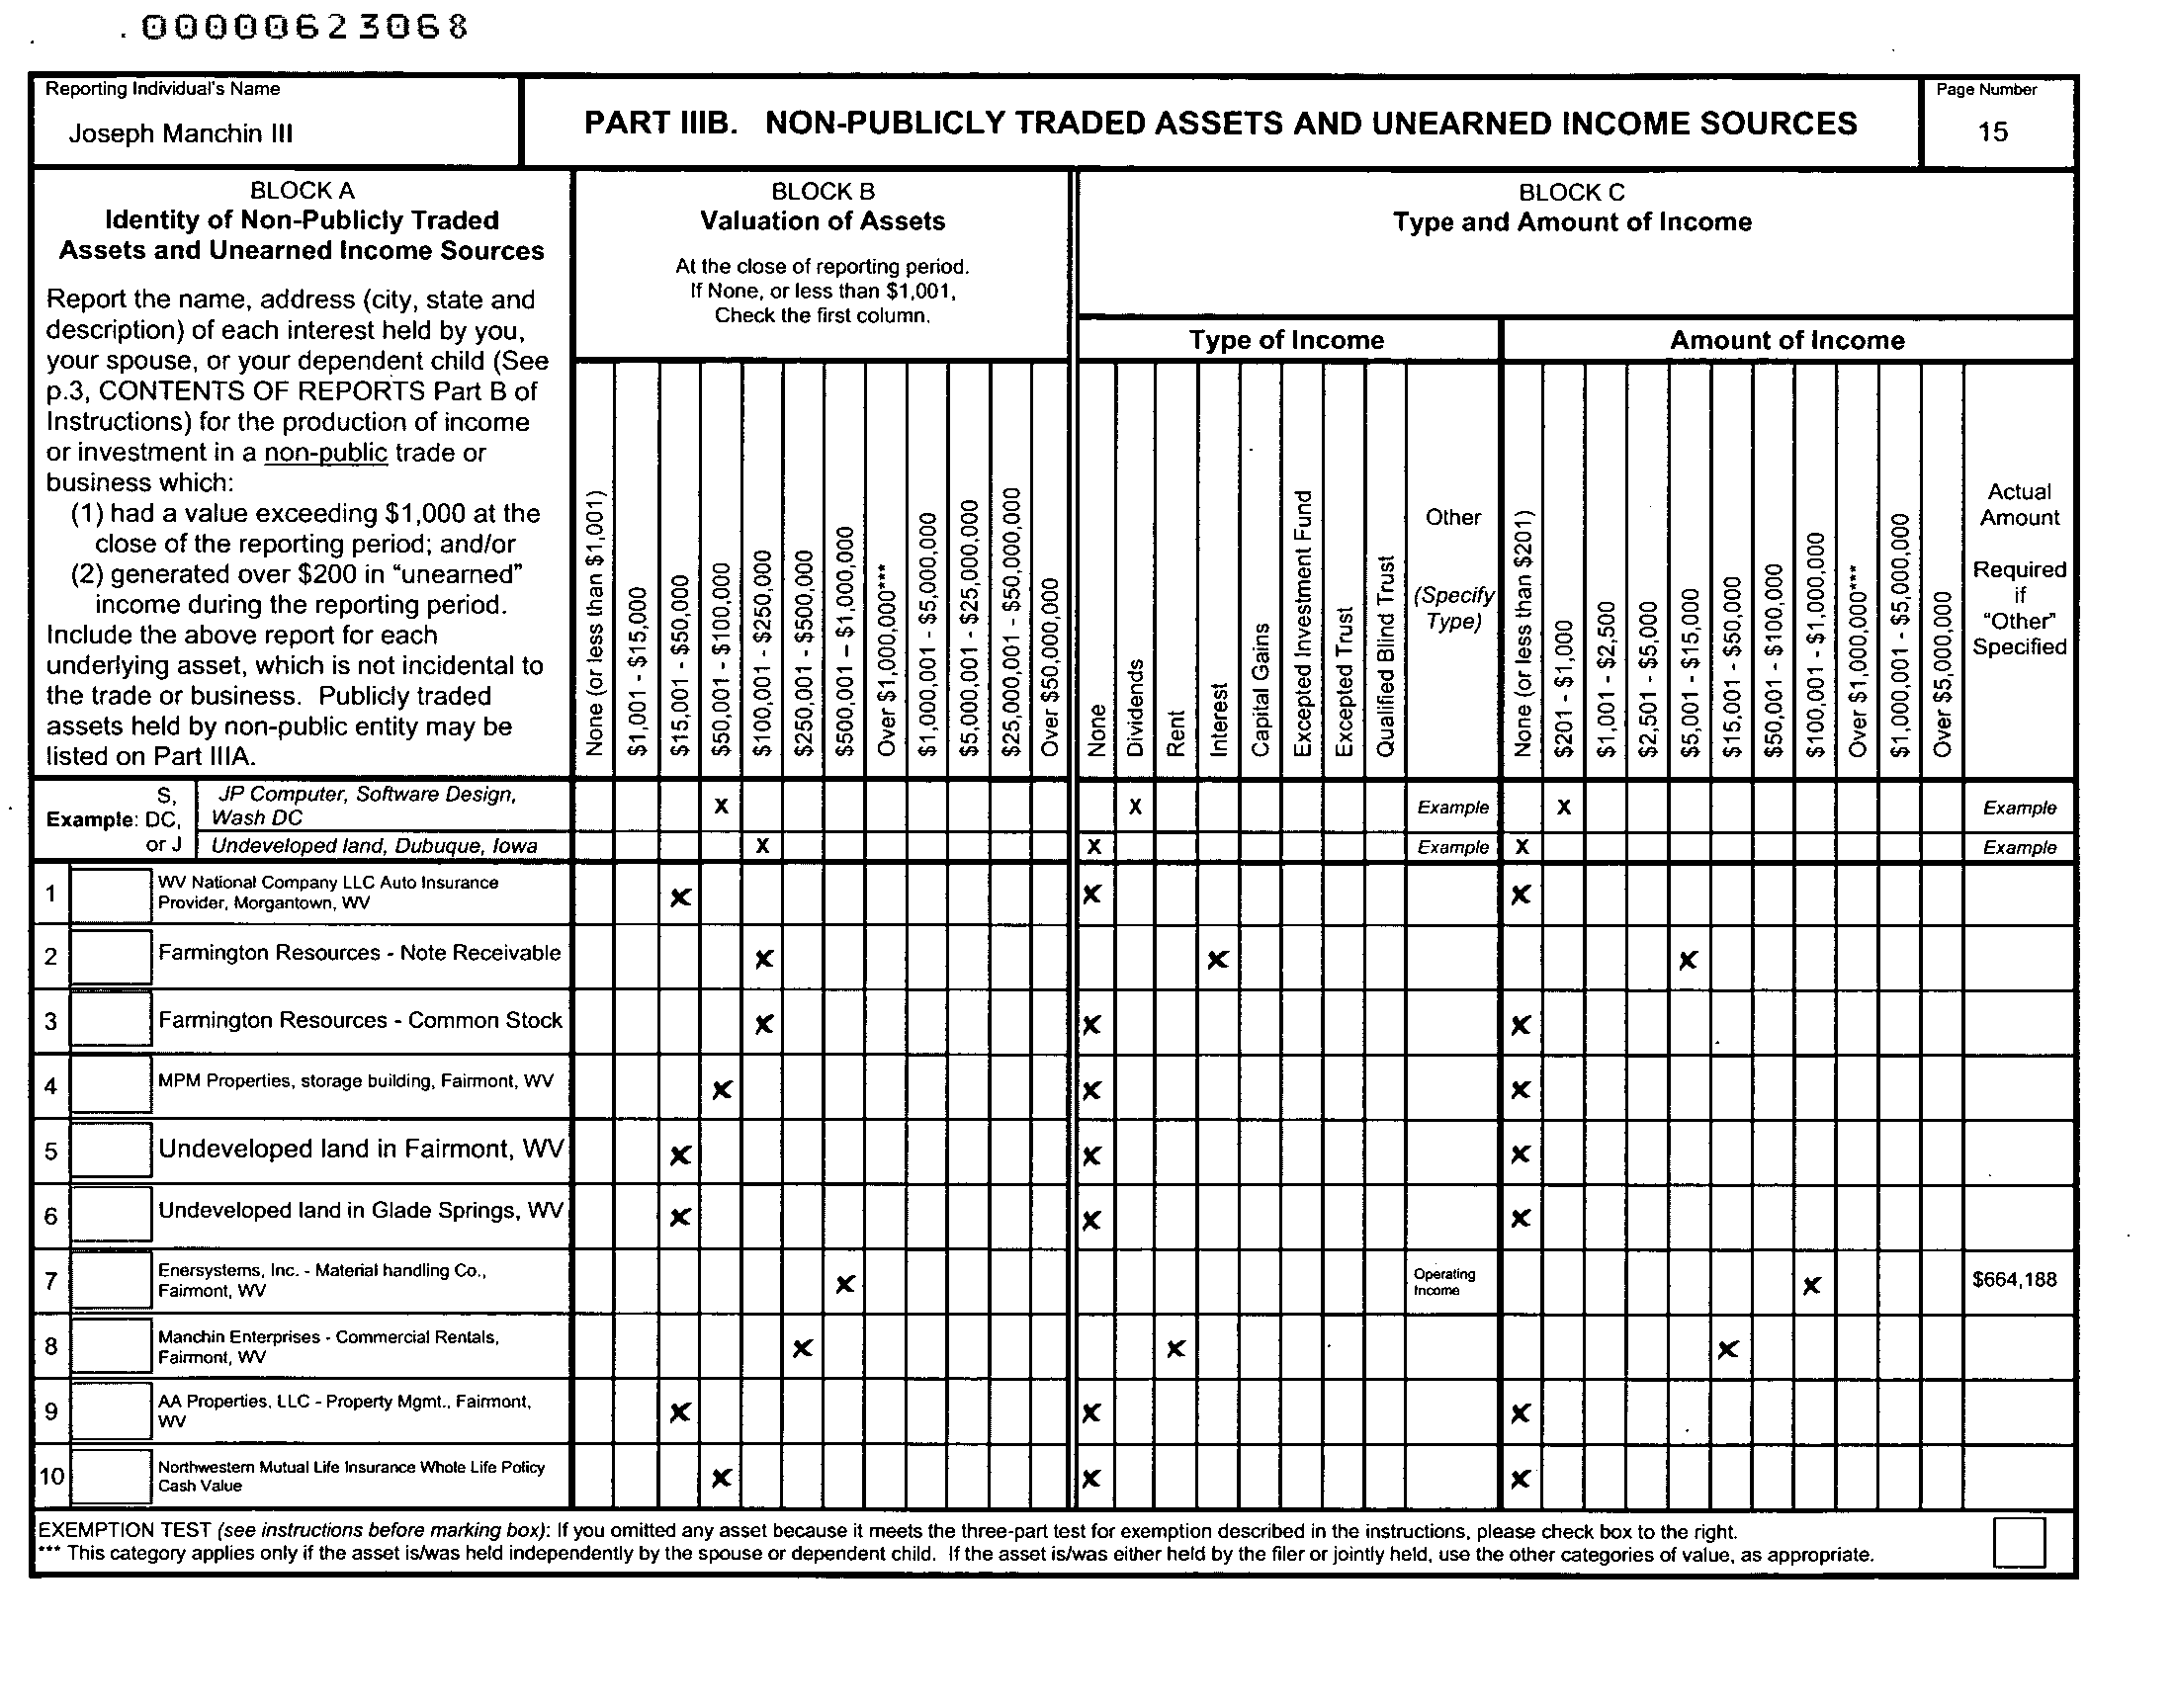 .00000623068
Reporting Individual's Name
Joseph Manchin III
PART IIIB. NON-PUBLICLY TRADED ASSETS AND UNEARNED INCOME SOURCES
Page Number
15
BLOCK A
Identity of Non-Publicly Traded
Assets and Unearned Income Sources
Report the name, address (city, state and
description) of each interest held by you,
your spouse, or your dependent child (See
p.3, CONTENTS OF REPORTS Part B of
Instructions) for the production of income
or investment in a non-public trade or
business which:
(1) had a value exceeding $1,000 at the
close of the reporting period; and/or
(2) generated over $200 in "unearned"
income during the reporting period.
Include the above report for each
underlying asset, which is not incidental to
the trade or business. Publicly traded
assets held by non-public entity may be
listed on Part IIIA.
BLOCK B
Valuation of Assets
At the close of reporting period.
If None, or less than $1,001,
Check the first column.
None (or less than $1,001)
$1,001 - $15,000
$15,001 - $50,000
$50,001 - $100,000
$100,001 - $250,000
$250,001 - $500,000
$500,001 – $1,000,000
Over $1,000,000***
$1,000,001 - $5,000,000
$5,000,001 - $25,000,000
$25,000,001 - $50,000,000
Over $50,000,000
BLOCK C
Type and Amount of Income
Type of Income
None
Dividends
Rent
Interest
Capital Gains
Excepted Investment Fund
Excepted Trust
Qualified Blind Trust
Other
(Specify
Type)
Amount of Income
None (or less than $201)
$201 - $1,000
$1,001 - $2,500
$2,501 - $5,000
$5,001 - $15,000
$15,001 - $50,000
$50,001 - $100,000
$100,001 - $1,000,000
Over $1,000,000***
$1,000,001 - $5,000,000
Over $5,000,000
Actual
Amount
Required
if
"Other"
Specified
Example:
S,
DC,
or J
JP Computer, Software Design,
Wash DC
X X Example X Example
Undeveloped land, Dubuque, Iowa X X Example X Example
1 WV National Company LLC Auto Insurance
Provider, Morgantown, WV
X X X
2 Farmington Resources - Note Receivable X X X
3 Farmington Resources - Common Stock X X X
4 MPM Properties, storage building, Fairmont, WV X X X
5 Undeveloped land in Fairmont, WV X X X
6 Undeveloped land in Glade Springs, WV X X X
7 Enersystems, Inc. - Material handling Co.,
Fairmont, WV
X
Operating
Income
X $664,188
8 Manchin Enterprises - Commercial Rentals,
Fairmont, WV
X X X
9 AA Properties, LLC - Property Mgmt., Fairmont,
WV
X X X
10 Northwestern Mutual Life Insurance Whole Life Policy
Cash Value
X X X
EXEMPTION TEST (see instructions before marking box): If you omitted any asset because it meets the three-part test for exemption described in the instructions, please check box to the right.
*** This category applies only if the asset is/was held independently by the spouse or dependent child. If the asset is/was either held by the filer or jointly held, use the other categories of value, as appropriate.